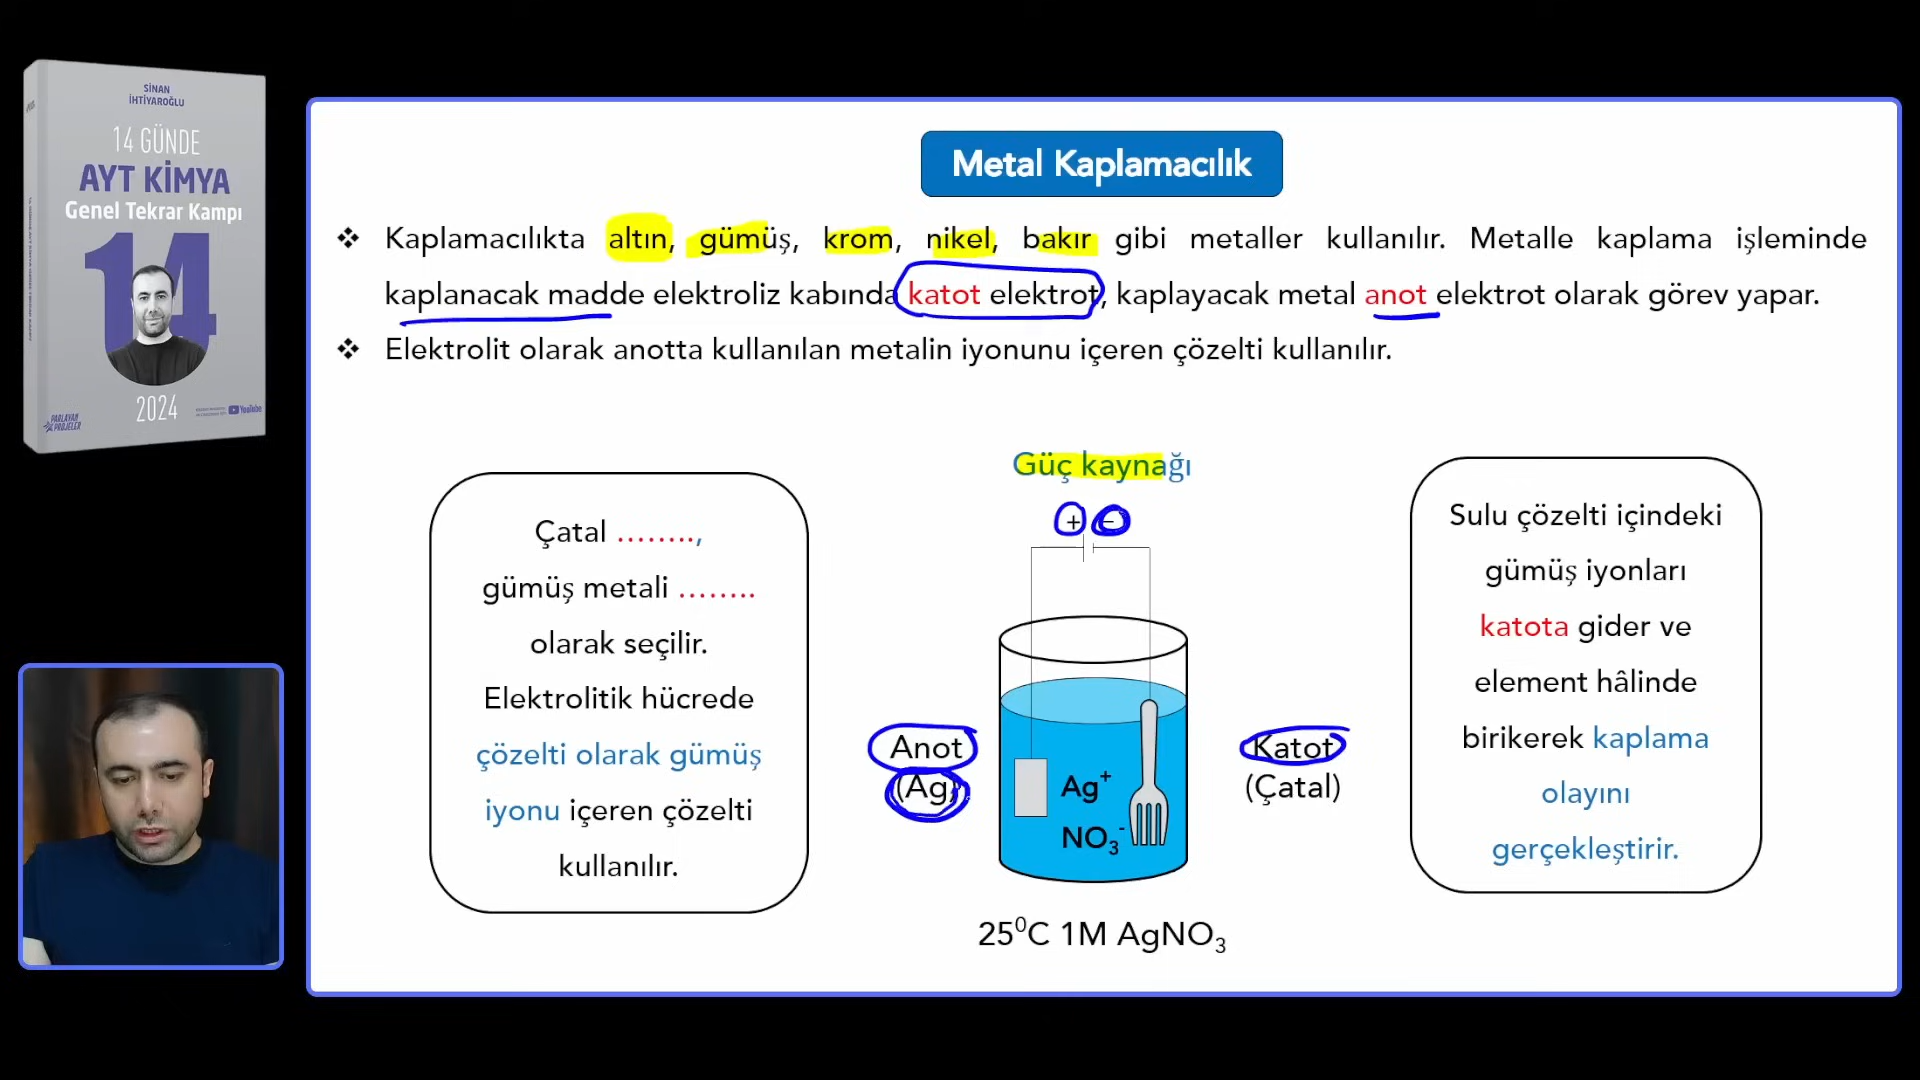 SİNAN
İHTİYAROĞLU
14 GÜNDE
AYT KİMYA
Genel Tekrar Kampı
14
2024
PARLAYAN
PROJELER
YouTube
Metal Kaplamacılık
❖ Kaplamacılıkta altın, gümüş, krom, nikel, bakır gibi metaller kullanılır. Metalle kaplama işleminde
kaplanacak madde elektroliz kabında katot elektrot, kaplayacak metal anot elektrot olarak görev yapar.
❖ Elektrolit olarak anotta kullanılan metalin iyonunu içeren çözelti kullanılır.
Çatal ........,
gümüş metali ........
olarak seçilir.
Elektrolitik hücrede
çözelti olarak gümüş
iyonu içeren çözelti
kullanılır.
Güç kaynağı
+ −
Anot
(Ag)
Ag⁺
NO₃⁻
Katot
(Çatal)
25⁰C 1M AgNO₃
Sulu çözelti içindeki
gümüş iyonları
katota gider ve
element hâlinde
birikerek kaplama
olayını
gerçekleştirir.